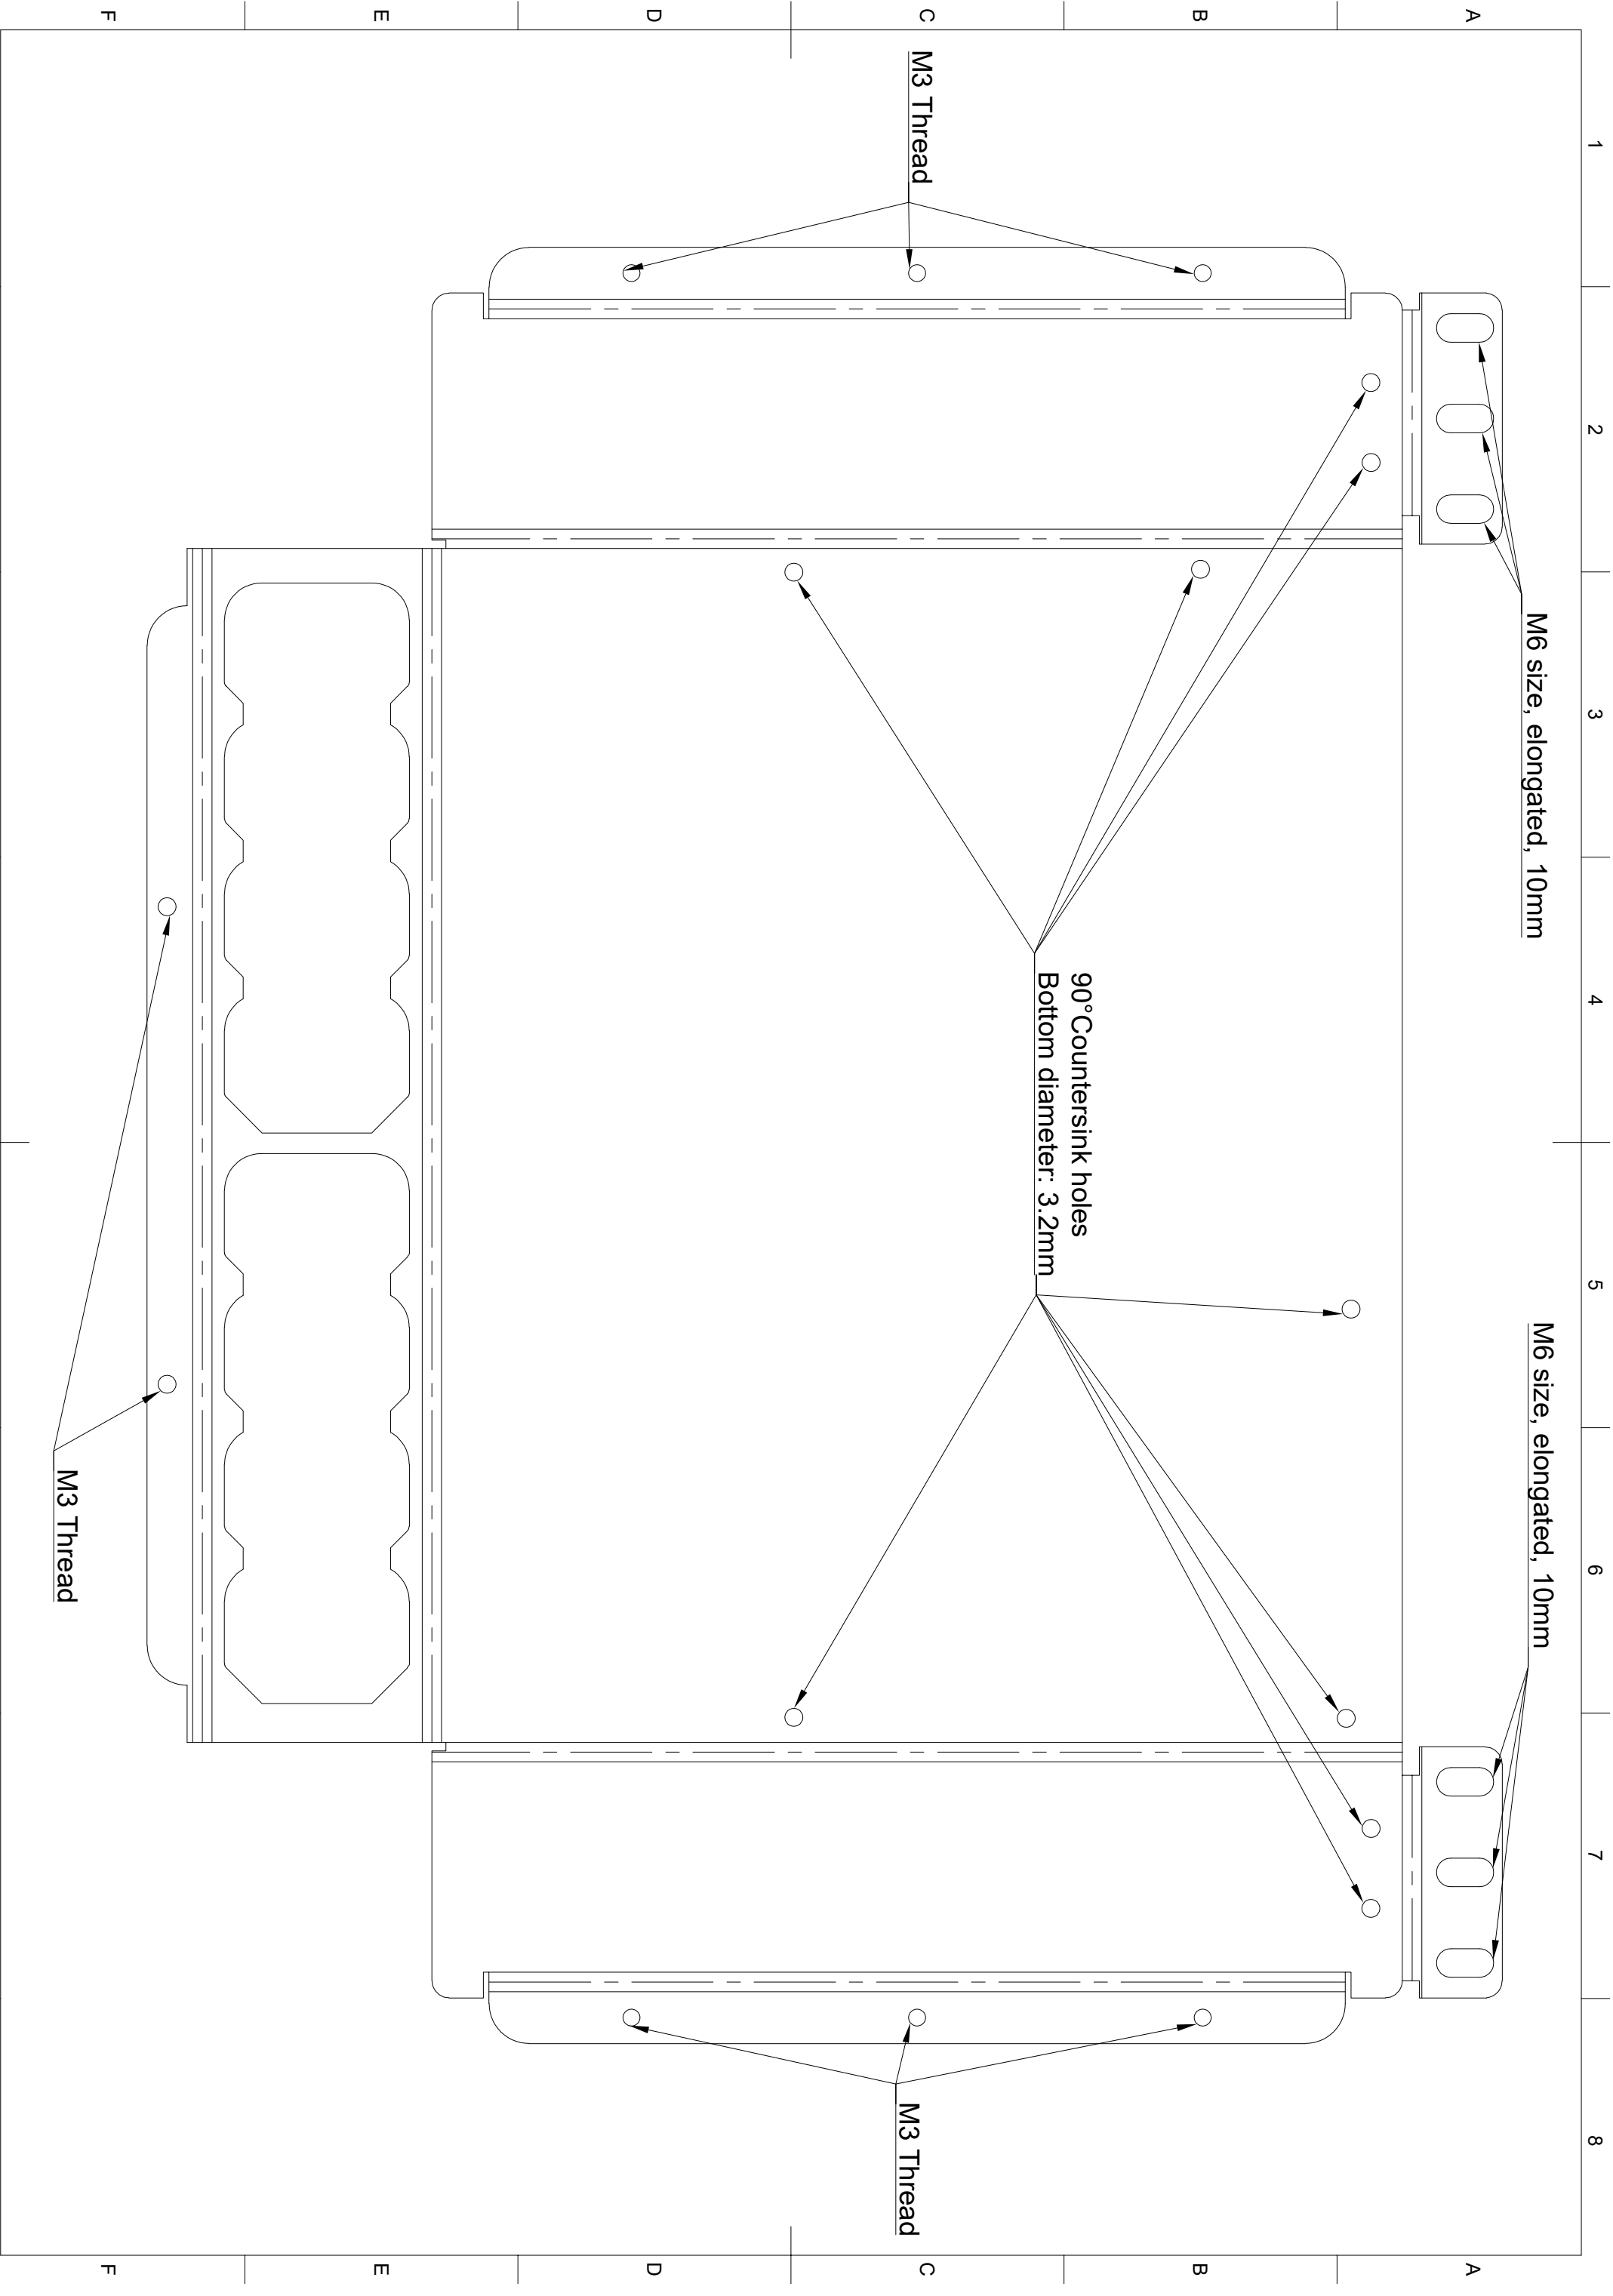 1
2
3
4
5
6
7
8
A
A
B
B
C
C
D
D
E
E
F
F
M6 size, elongated, 10mm
M6 size, elongated, 10mm
90°Countersink holes
Bottom diameter: 3.2mm
M3 Thread
M3 Thread
M3 Thread